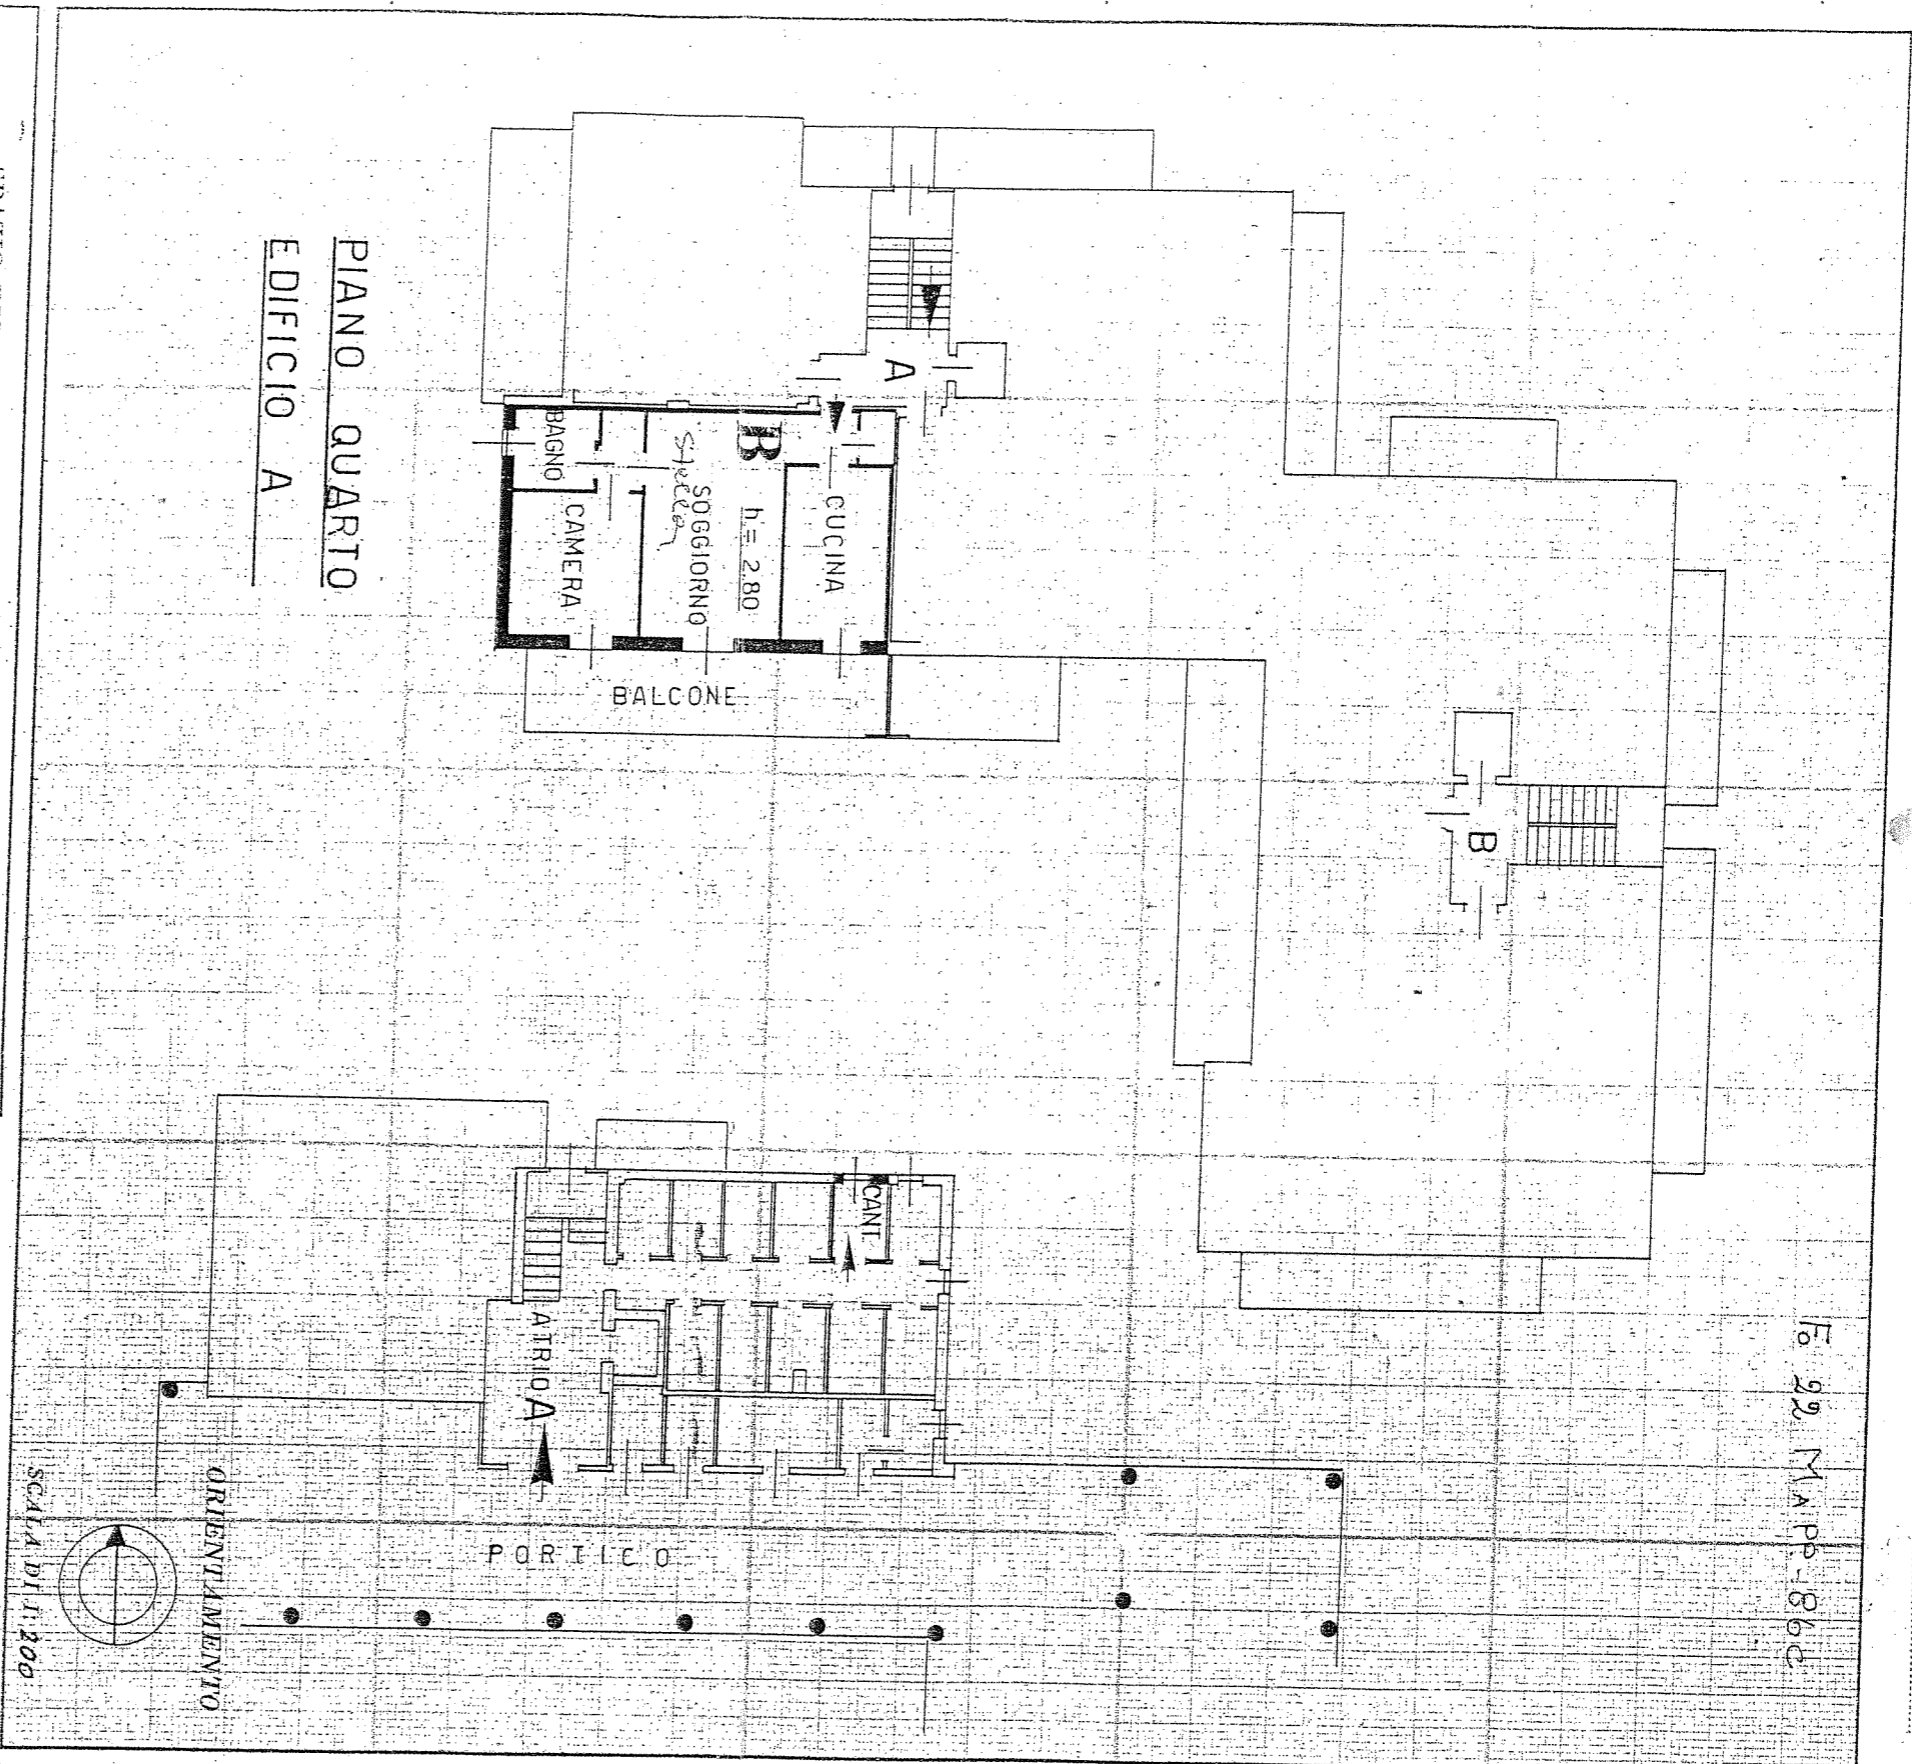 PIANO QUARTO
EDIFICIO A
A
B
BAGNO
CAMERA
Stella
SOGGIORNO
h = 2.80
CUCINA
BALCONE
B
CANT
ATRIO A
PORTICO
Fo 22 MAPP. 86C
ORIENTAMENTO
SCALA DI 1: 200